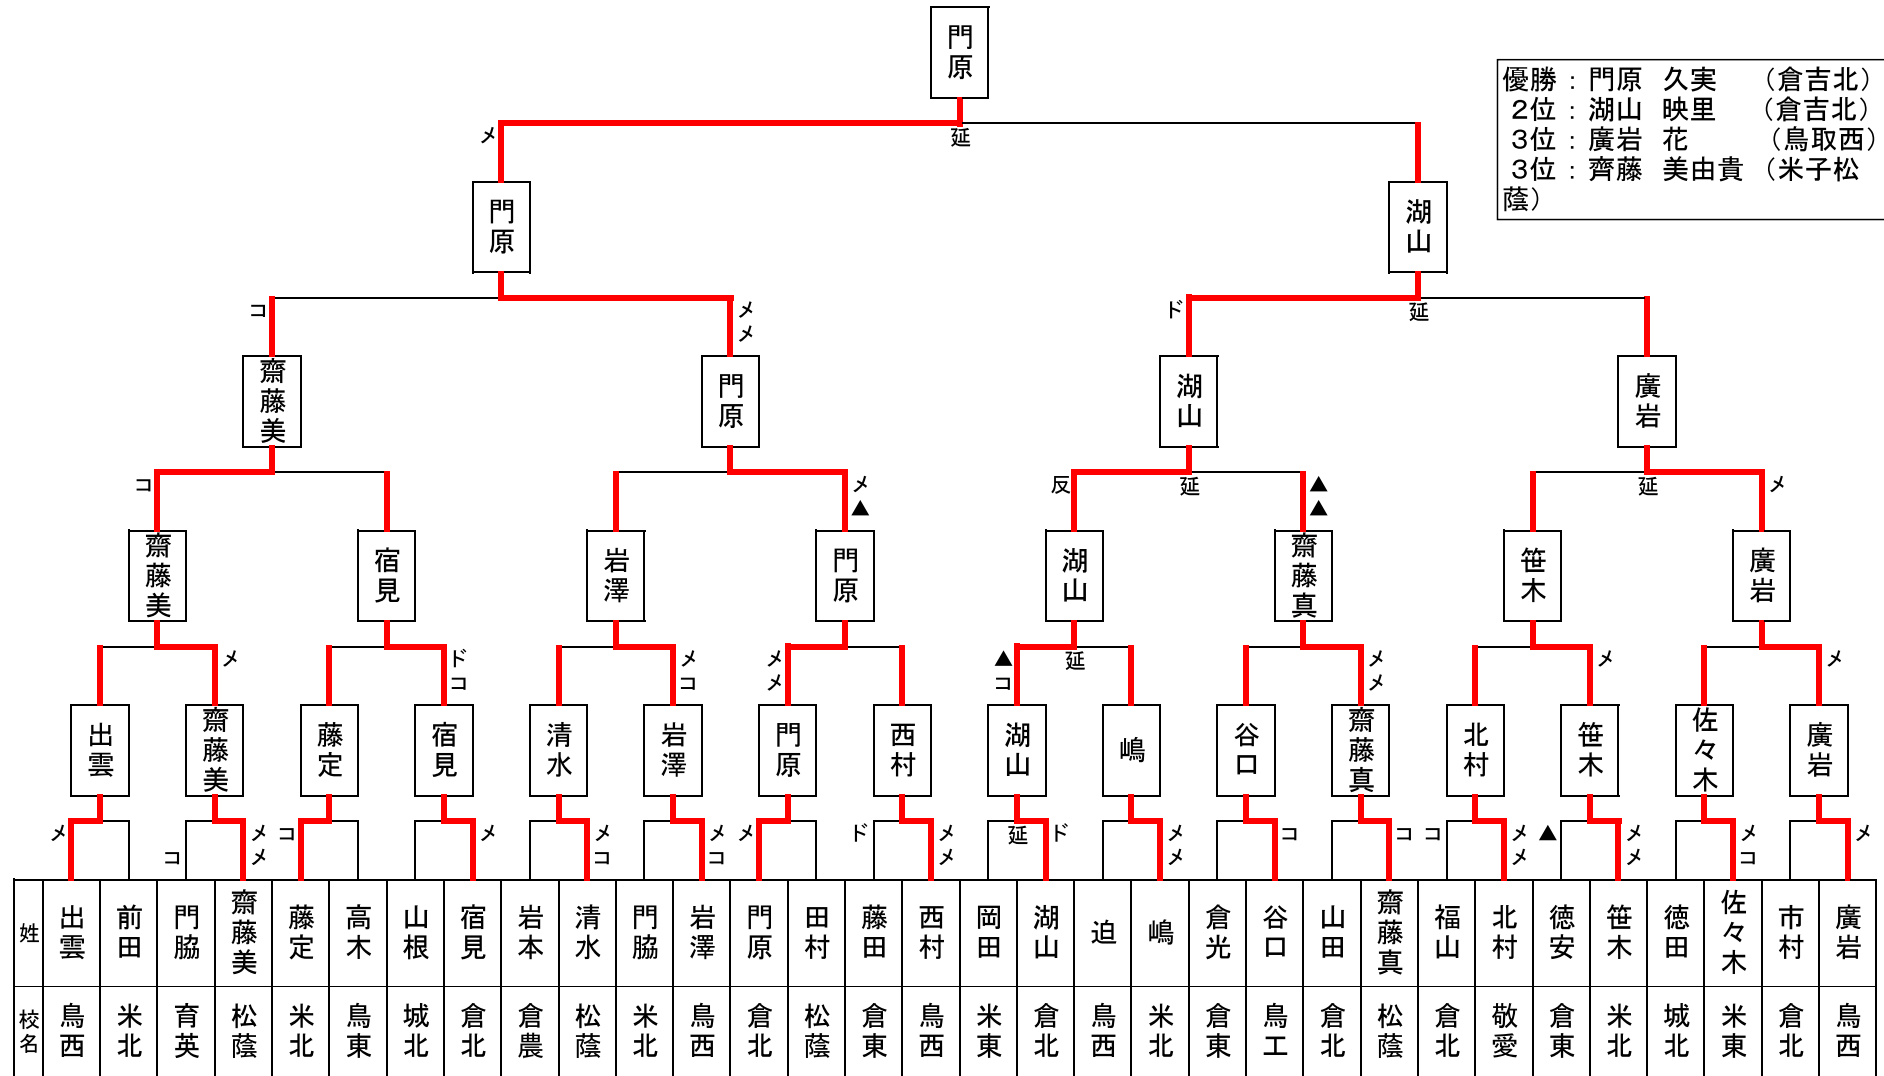 門原
優勝：門原 久実 （倉吉北）
2位：湖山 映里 （倉吉北）
3位：廣岩 花 （鳥取西）
3位：齊藤 美由貴（米子松
蔭）
メ 延
門原 湖山
コ メメ ド 延
齋藤美 門原 湖山 廣岩
コ メ▲ 反 延 ▲▲ 延 メ
齋藤美 宿見 岩澤 門原 湖山 齋藤真 笹木 廣岩
メ ドコ メコ メメ ▲コ 延 メメ メ メ
出雲 齋藤美 藤定 宿見 清水 岩澤 門原 西村 湖山 嶋 谷口 齋藤真 北村 笹木 佐々木 廣岩
メ コ メメ コ メ メコ メコ メ ド メメ 延 ド メメ コ コ コ メメ ▲ メメ メコ メ
姓 出雲 前田 門脇 齋藤美 藤定 高木 山根 宿見 岩本 清水 門脇 岩澤 門原 田村 藤田 西村 岡田 湖山 迫 嶋 倉光 谷口 山田 齋藤真 福山 北村 徳安 笹木 徳田 佐々木 市村 廣岩
校名 鳥西 米北 育英 松蔭 米北 鳥東 城北 倉北 倉農 松蔭 米北 鳥西 倉北 松蔭 倉東 鳥西 米東 倉北 鳥西 米北 倉東 鳥工 倉北 松蔭 倉北 敬愛 倉東 米北 城北 米東 倉北 鳥西